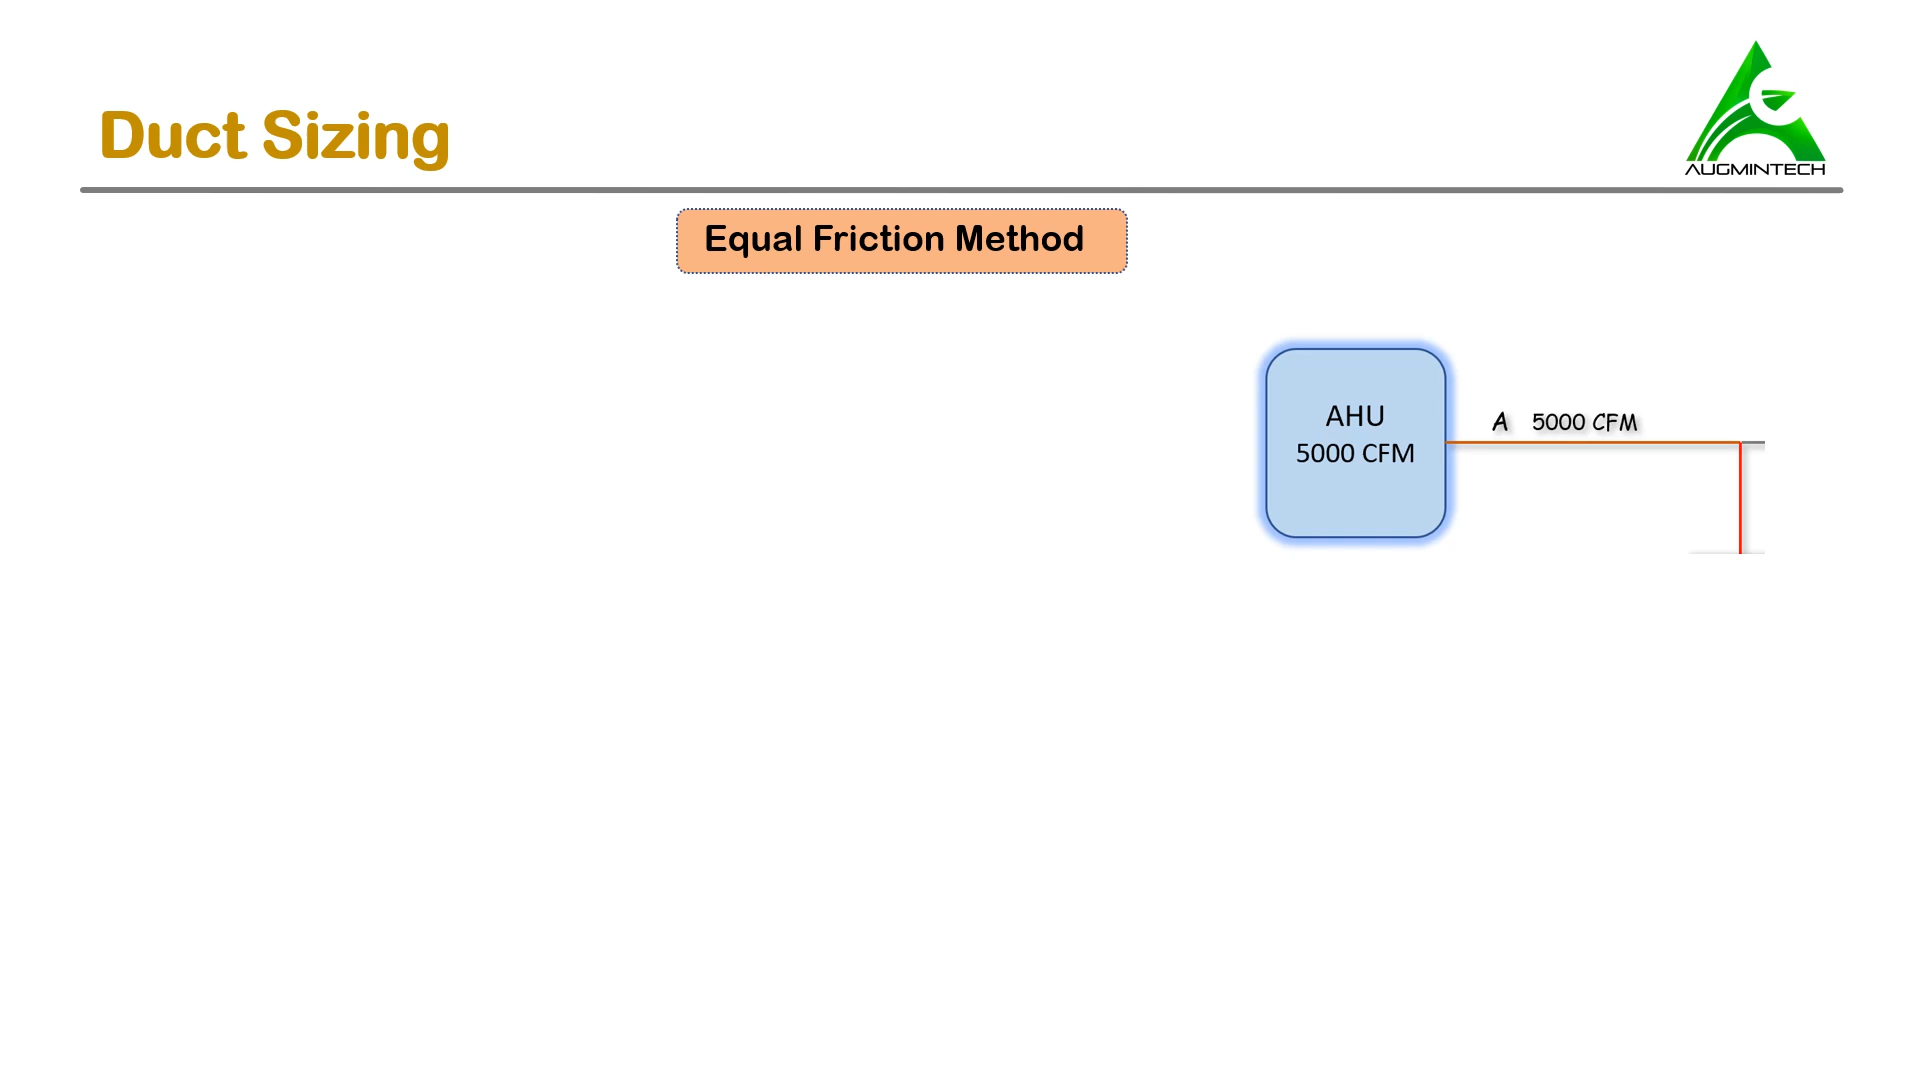 Duct Sizing
AUGMINTECH
Equal Friction Method
AHU
5000 CFM
A 5000 CFM